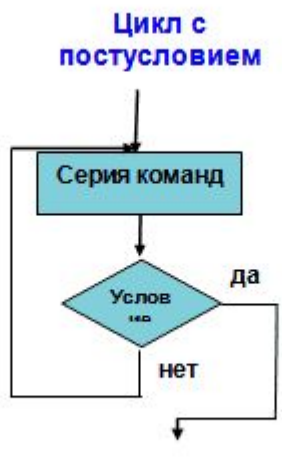 Цикл с
постусловием
Серия команд
да
Услов
нет